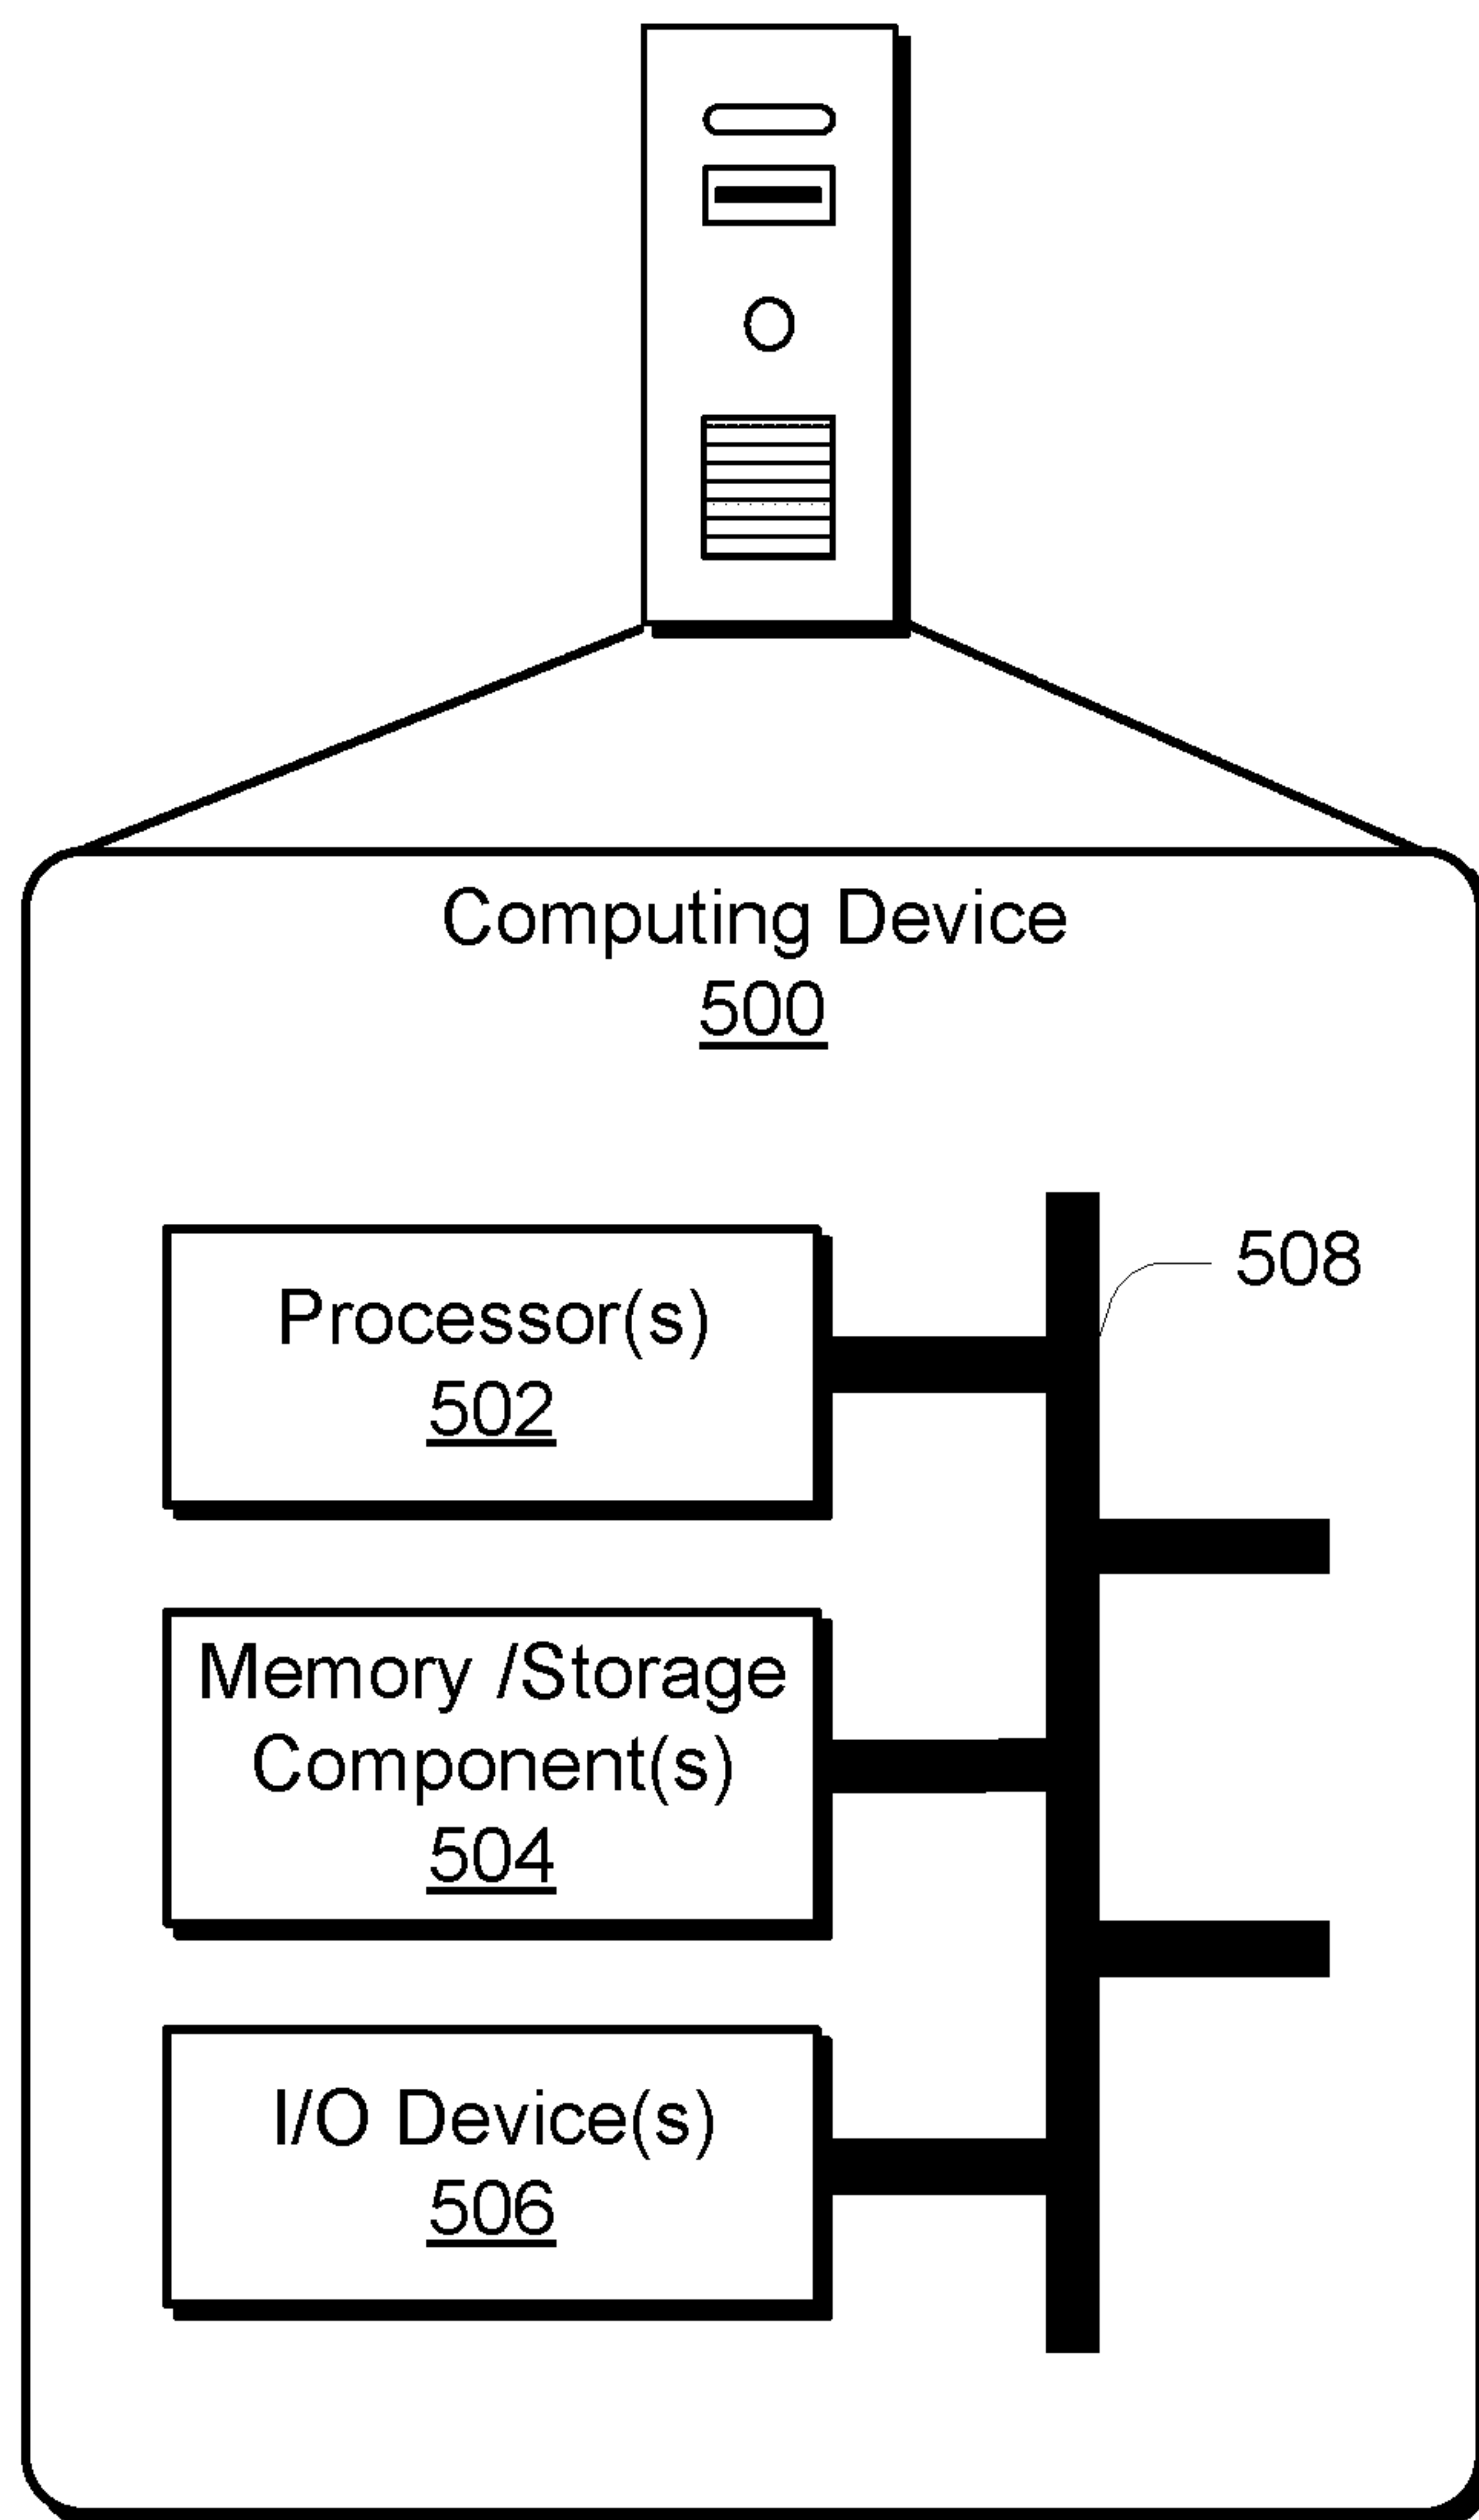 Computing Device
500
Processor(s)
502
508
Memory /Storage
Component(s)
504
I/O Device(s)
506